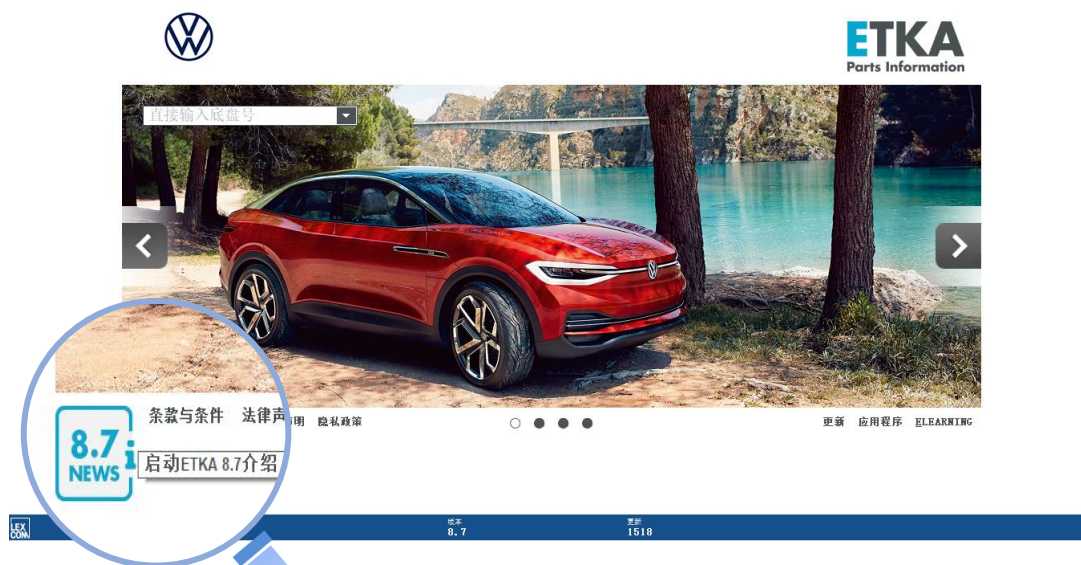 ETKA
Parts Information
直接输入底盘号
条款与条件 法律声明 隐私政策
更新 应用程序 ELEARNING
8.7
NEWS
启动ETKA 8.7介绍
LEX
COM
版本
8.7
更新
1518